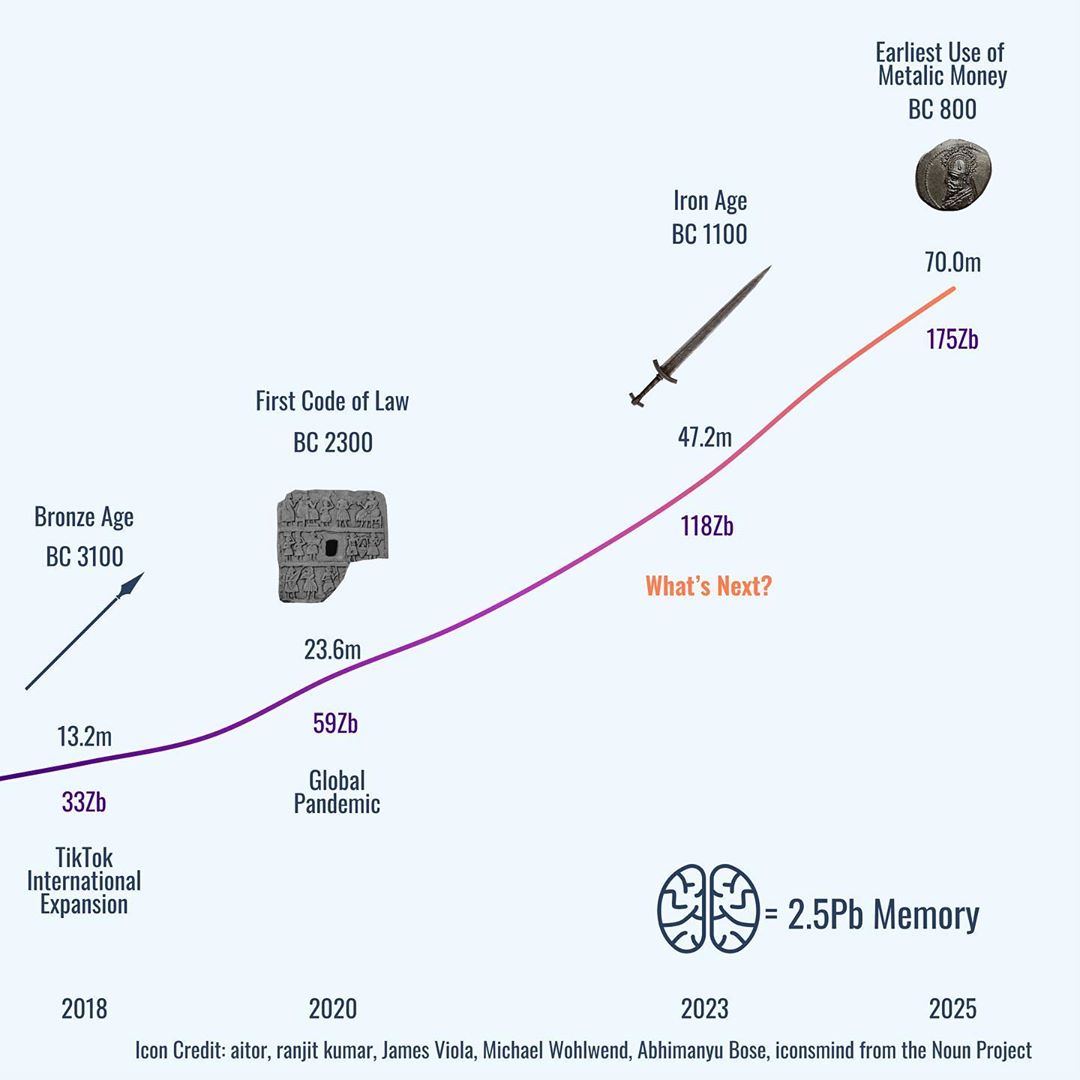 Earliest Use of
Metalic Money
BC 800
Iron Age
BC 1100
70.0m
175Zb
First Code of Law
BC 2300
47.2m
118Zb
Bronze Age
BC 3100
What's Next?
23.6m
59Zb
13.2m
33Zb
Global
Pandemic
TikTok
International
Expansion
= 2.5Pb Memory
2018 2020 2023 2025
Icon Credit: aitor, ranjit kumar, James Viola, Michael Wohlwend, Abhimanyu Bose, iconsmind from the Noun Project